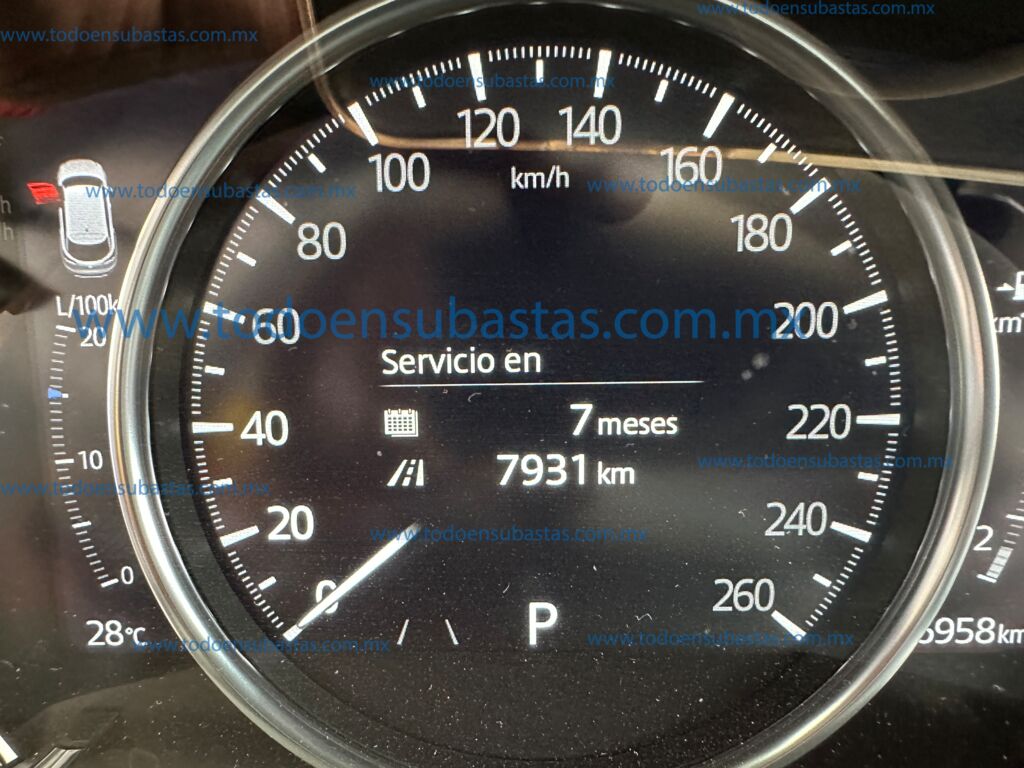 www.todoensubastas.com.mx
www.todoensubastas.com.mx
www.todoensubastas.com.mx
120
140
km/h
100
160
www.todoensubastas.com.mx
www.todoensubastas.com.mx
80
180
L/100k
20
www.todoensubastas.com.mx
60
200
Servicio en
40
7 meses
220
10
7931 km
www.todoensubastas.com.mx
www.todoensubastas.com.mx
20
240
www.todoensubastas.com.mx
2
0
0
260
28°C
P
5958km
www.todoensubastas.com.mx
www.todoensubastas.com.mx